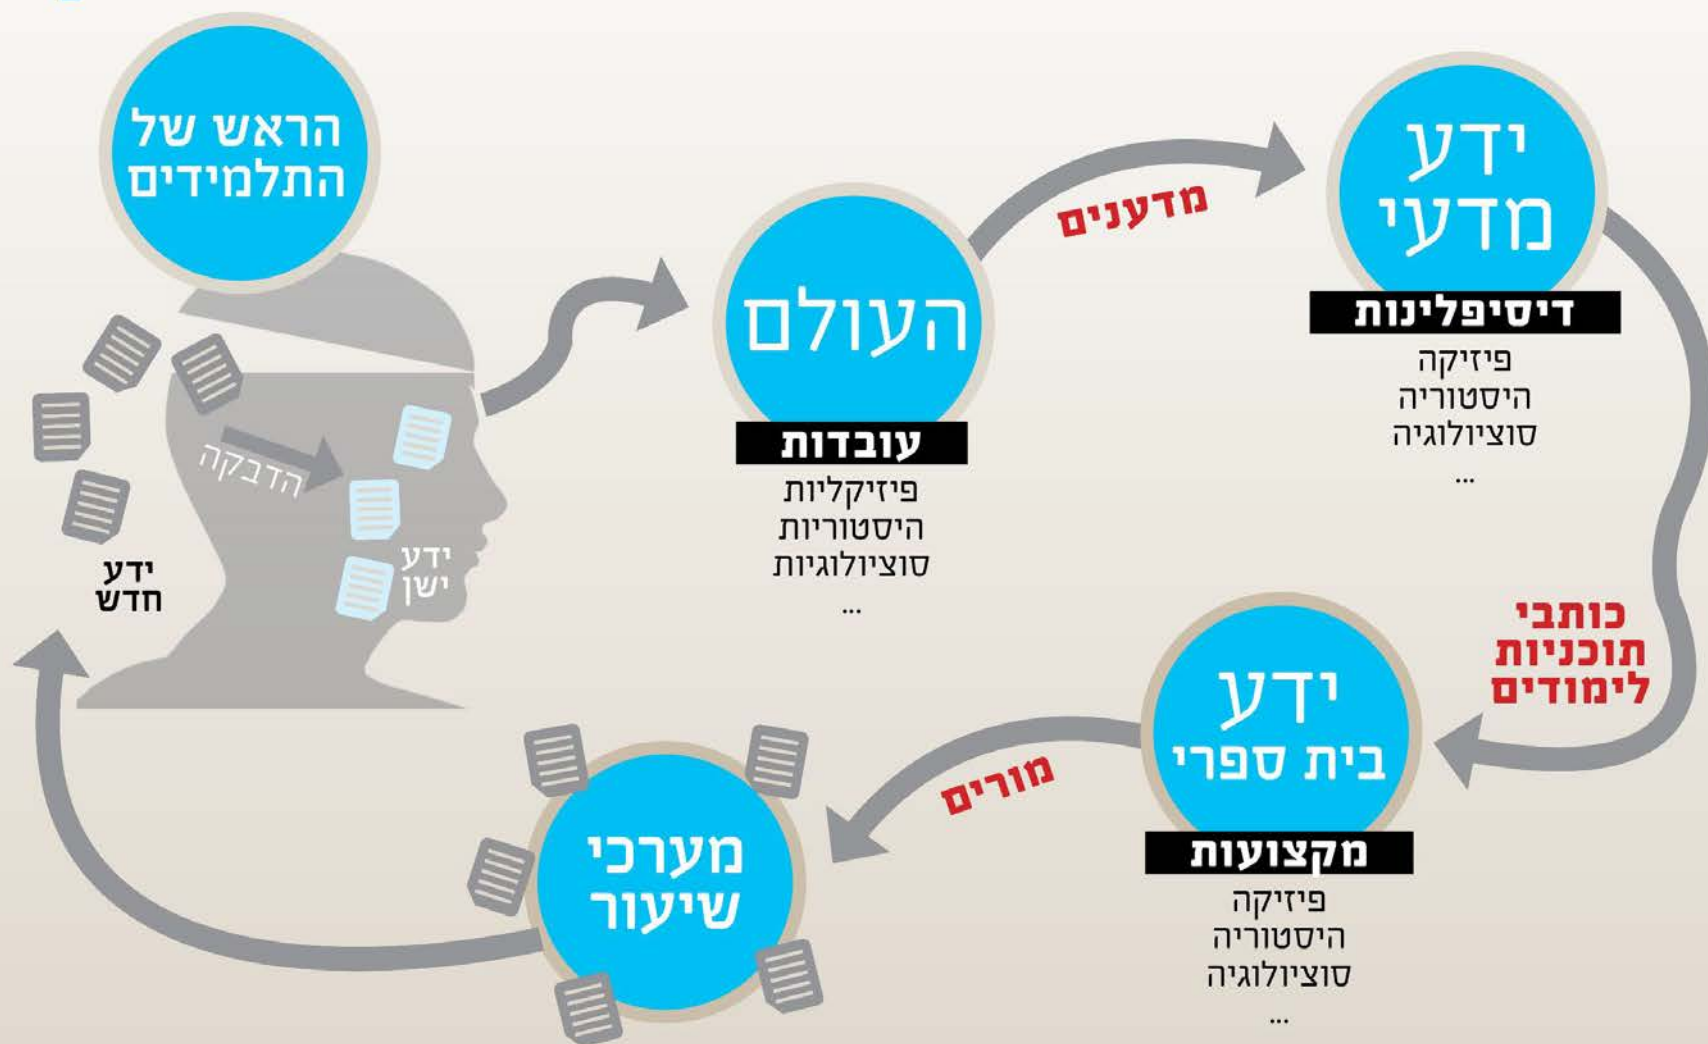 הראש של
התלמידים
ידע
חדש
הדבקה
ידע
ישן
העולם
עובדות
פיזיקליות
היסטוריות
סוציולוגיות
...
מדענים
ידע
מדעי
דיסיפלינות
פיזיקה
היסטוריה
סוציולוגיה
...
כותבי
תוכניות
לימודים
ידע
בית ספרי
מקצועות
פיזיקה
היסטוריה
סוציולוגיה
...
מורים
מערכי
שיעור